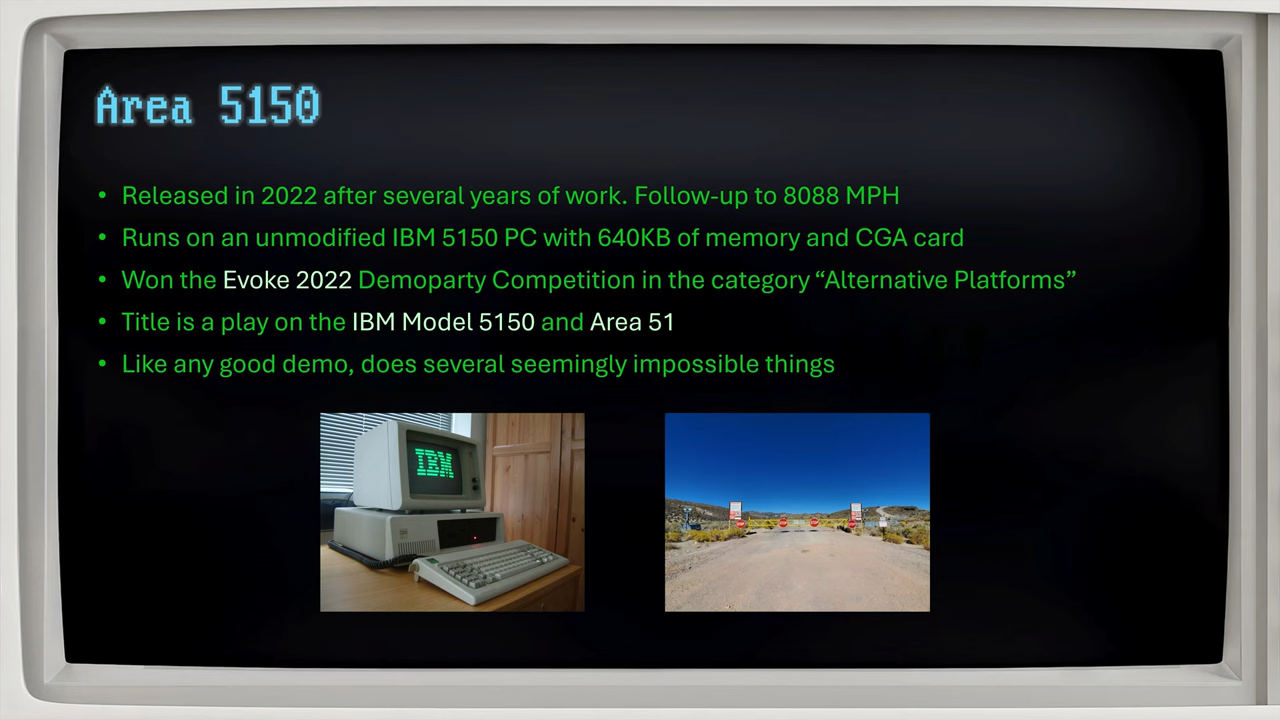 Area 5150
• Released in 2022 after several years of work. Follow-up to 8088 MPH
• Runs on an unmodified IBM 5150 PC with 640KB of memory and CGA card
• Won the Evoke 2022 Demoparty Competition in the category “Alternative Platforms”
• Title is a play on the IBM Model 5150 and Area 51
• Like any good demo, does several seemingly impossible things
IBM